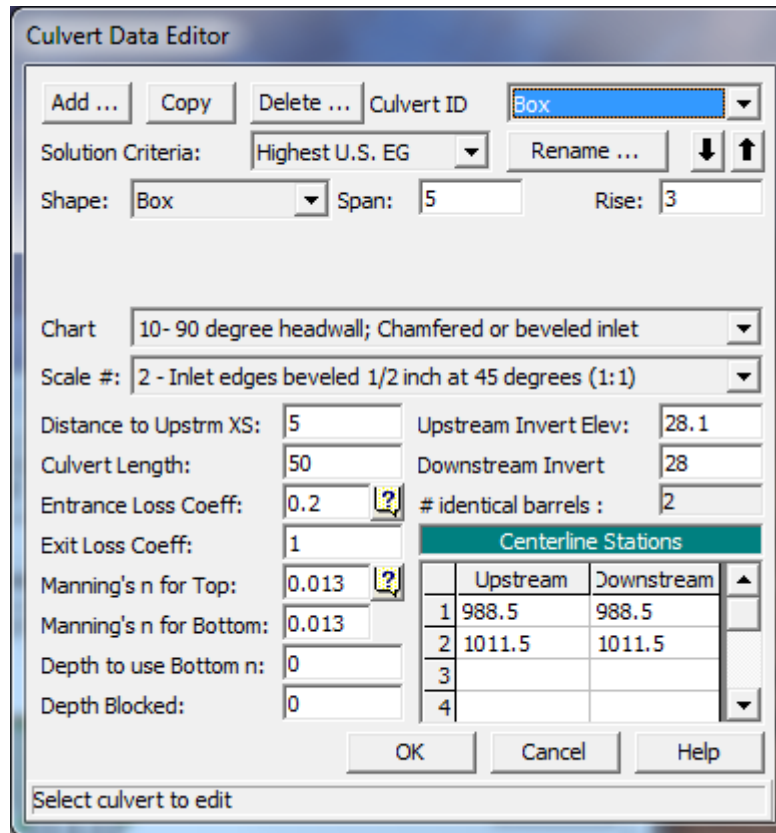 Culvert Data Editor
Add ... Copy Delete ... Culvert ID Box
Solution Criteria: Highest U.S. EG Rename ...
Shape: Box Span: 5 Rise: 3
Chart 10- 90 degree headwall; Chamfered or beveled inlet
Scale #: 2 - Inlet edges beveled 1/2 inch at 45 degrees (1:1)
Distance to Upstrm XS: 5 Upstream Invert Elev: 28.1
Culvert Length: 50 Downstream Invert 28
Entrance Loss Coeff: 0.2 ? # identical barrels : 2
Exit Loss Coeff: 1 Centerline Stations
Manning's n for Top: 0.013 ? Upstream Downstream
Manning's n for Bottom: 0.013 1 988.5 988.5
Depth to use Bottom n: 0 2 1011.5 1011.5
3
Depth Blocked: 0 4
OK Cancel Help
Select culvert to edit